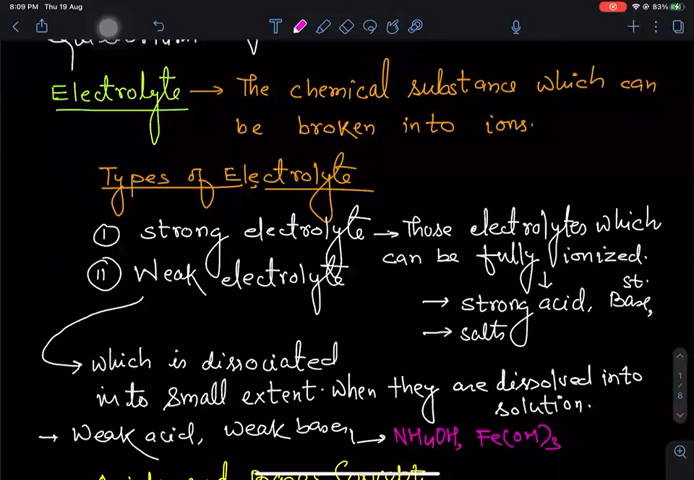 8:09 PM Thu 19 Aug
83%
Electrolyte → The chemical substance which can
be broken into ions.
Types of Electrolyte
(i) strong electrolyte → Those electrolytes which
can be fully ionized.
(ii) Weak electrolyte
→ strong acid, st. Base,
→ salts
→ which is dissociated
into small extent. when they are dissolved into
solution.
→ Weak acid, weak base, → NH4OH, Fe(OH)3
1
8